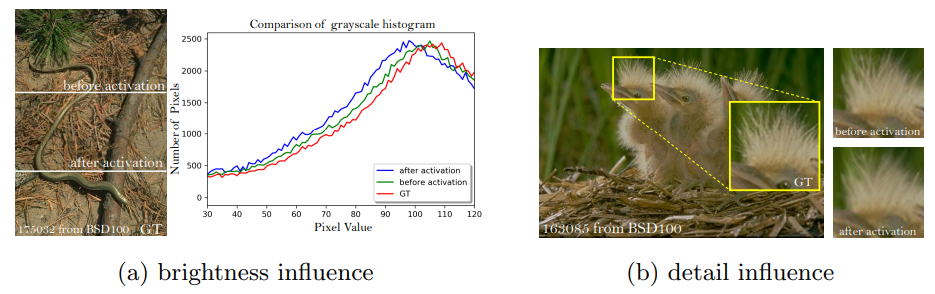 before activation
after activation
175032 from BSD100 GT
Comparison of grayscale histogram
Number of Pixels
2500
2000
1500
1000
500
0
30 40 50 60 70 80 90 100 110 120
Pixel Value
after activation
before activation
GT
(a) brightness influence
GT
163085 from BSD100
before activation
after activation
(b) detail influence